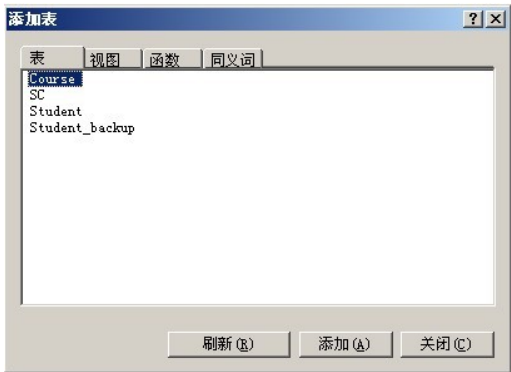 添加表
? ×
表 视图 函数 同义词
Course
SC
Student
Student_backup
刷新(R) 添加(A) 关闭(C)